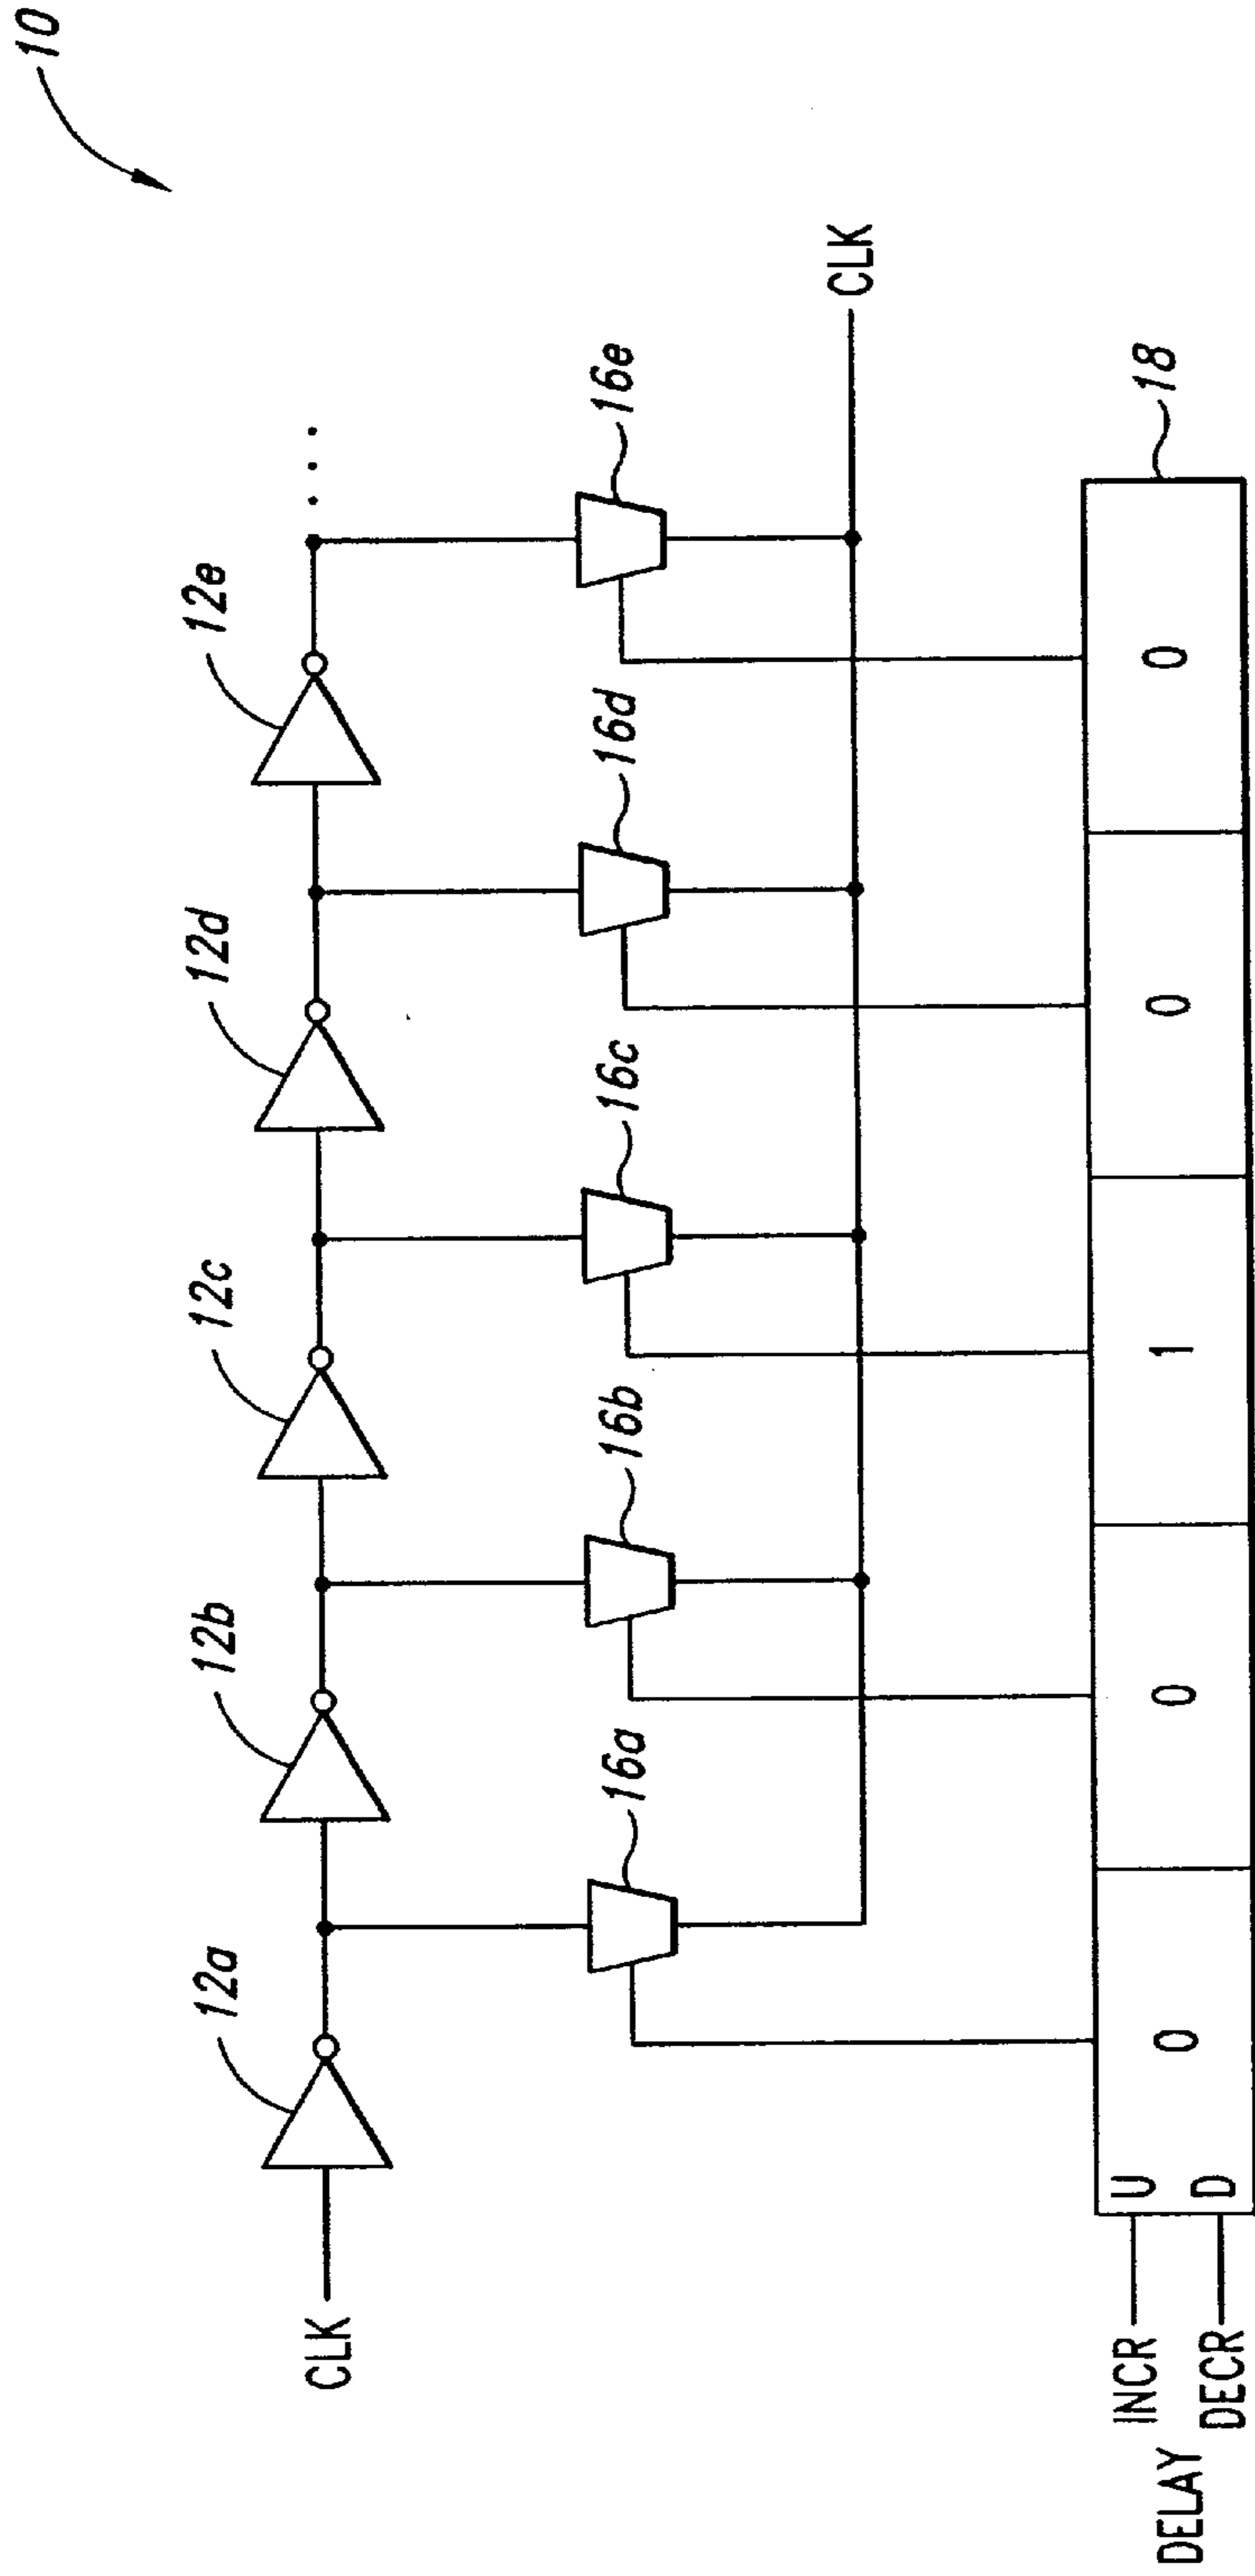 10
12a 12b 12c 12d 12e . . .
CLK
16a 16b 16c 16d 16e
CLK
INCR U
DELAY 0 0 1 0 0 18
DECR D